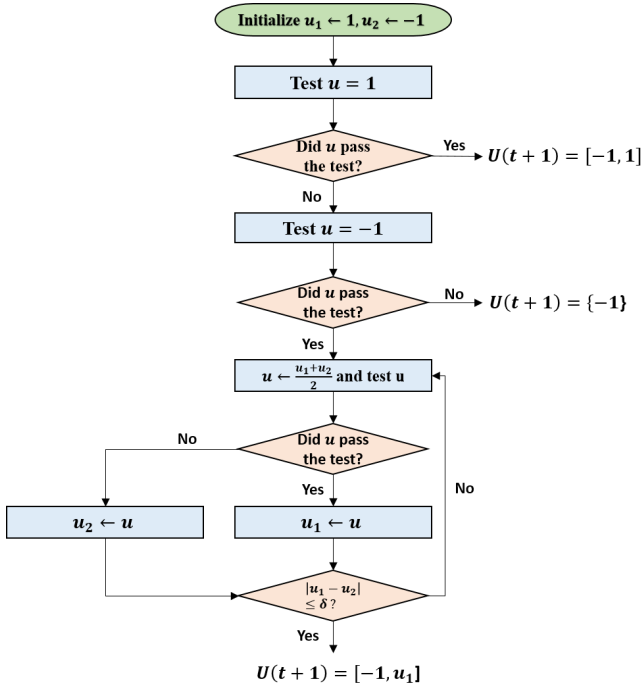 Initialize u₁ ← 1, u₂ ← −1
Test u = 1
Did u pass
the test?
Yes
U(t + 1) = [−1, 1]
No
Test u = −1
Did u pass
the test?
No
U(t + 1) = {−1}
Yes
u ← (u₁+u₂)/2 and test u
Did u pass
the test?
No
Yes
No
u₂ ← u
u₁ ← u
|u₁ − u₂|
≤ δ ?
Yes
U(t + 1) = [−1, u₁]